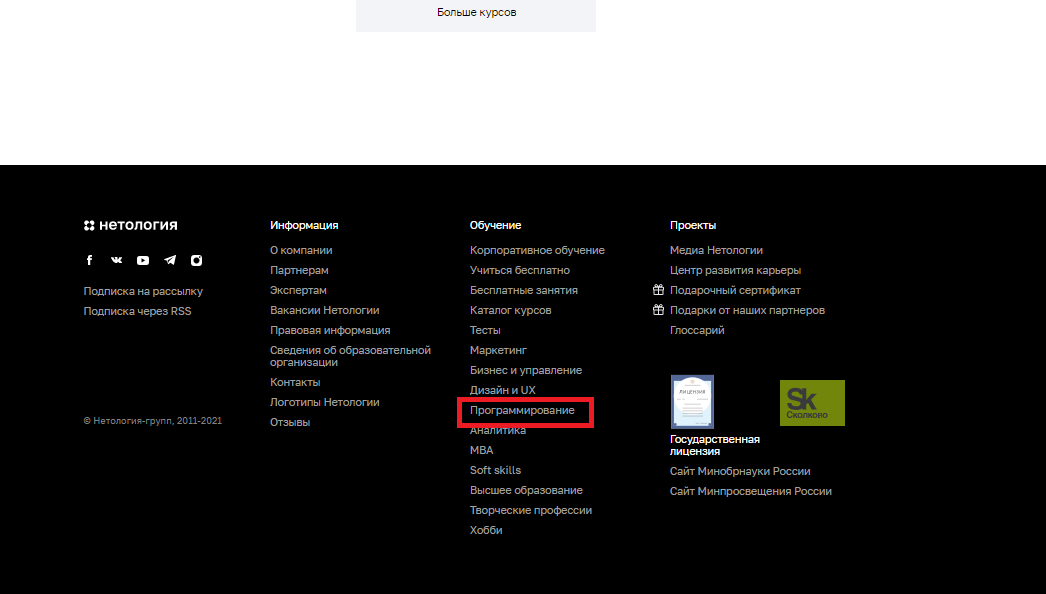 Больше курсов
нетология
Подписка на рассылку
Подписка через RSS
© Нетология-групп, 2011-2021
Информация
О компании
Партнерам
Экспертам
Вакансии Нетологии
Правовая информация
Сведения об образовательной
организации
Контакты
Логотипы Нетологии
Отзывы
Обучение
Корпоративное обучение
Учиться бесплатно
Бесплатные занятия
Каталог курсов
Тесты
Маркетинг
Бизнес и управление
Дизайн и UX
Программирование
Аналитика
MBA
Soft skills
Высшее образование
Творческие профессии
Хобби
Проекты
Медиа Нетологии
Центр развития карьеры
Подарочный сертификат
Подарки от наших партнеров
Глоссарий
ЛИЦЕНЗИЯ
Sk
Сколково
Государственная
лицензия
Сайт Минобрнауки России
Сайт Минпросвещения России